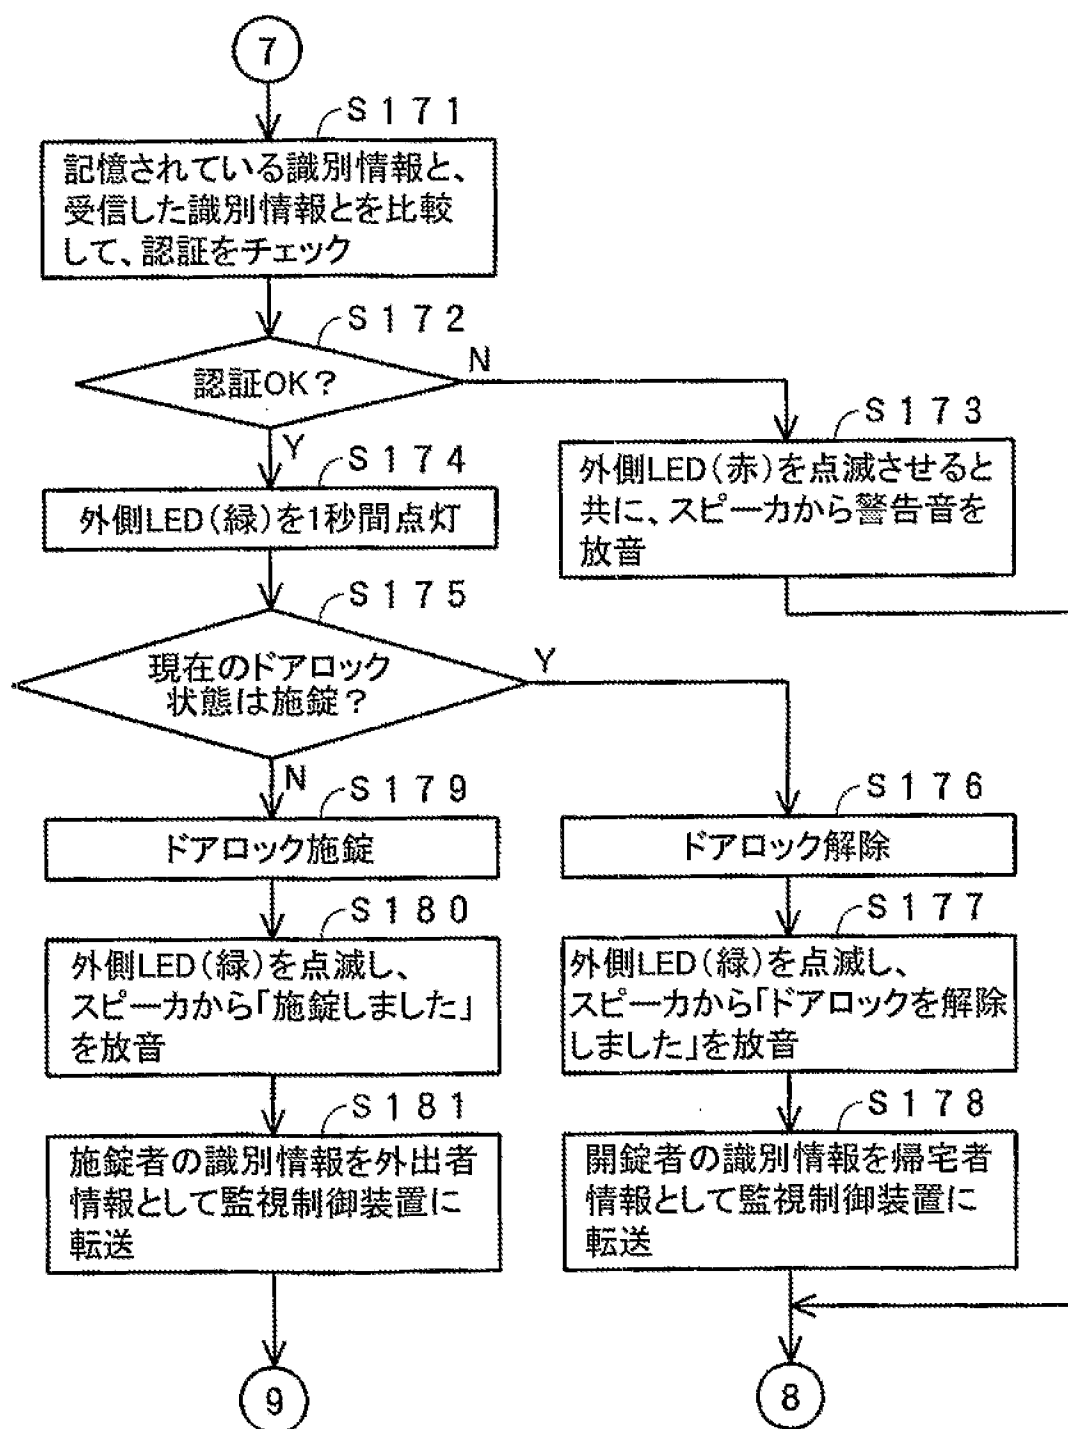 7
S171
記憶されている識別情報と、
受信した識別情報とを比較
して、認証をチェック
S172
認証OK？
N
Y
S173
外側LED（赤）を点滅させると
共に、スピーカから警告音を
放音
S174
外側LED（緑）を1秒間点灯
S175
現在のドアロック
状態は施錠？
Y
N
S179
ドアロック施錠
S176
ドアロック解除
S180
外側LED（緑）を点滅し、
スピーカから「施錠しました」
を放音
S177
外側LED（緑）を点滅し、
スピーカから「ドアロックを解除
しました」を放音
S181
施錠者の識別情報を外出者
情報として監視制御装置に
転送
S178
開錠者の識別情報を帰宅者
情報として監視制御装置に
転送
9
8